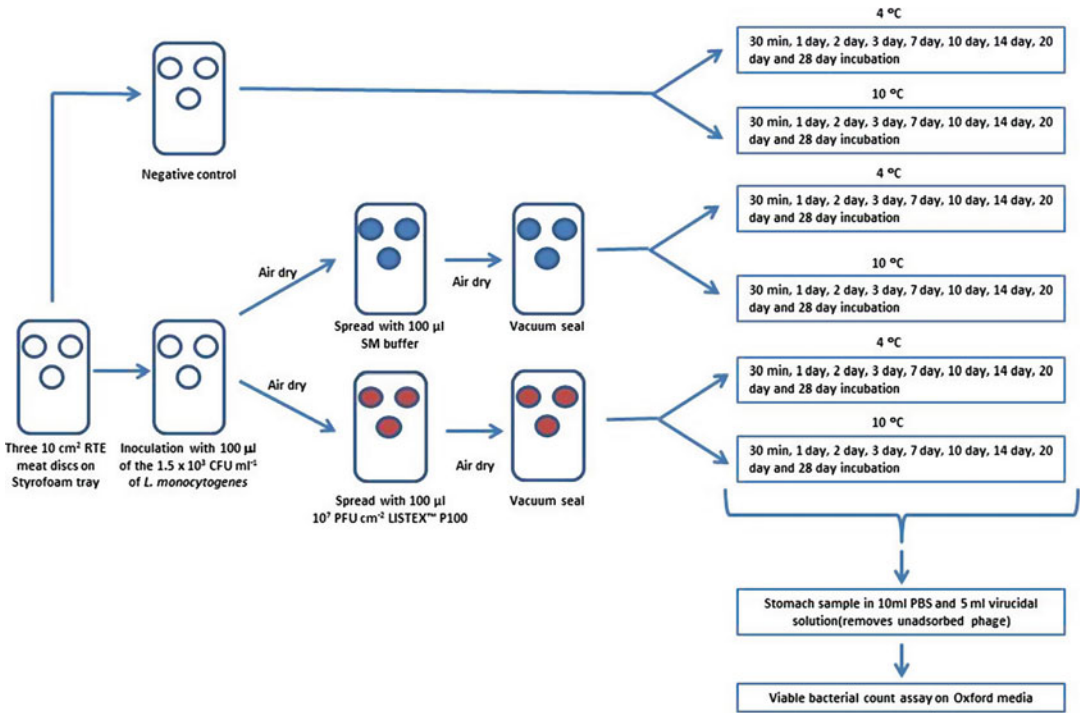 4 °C
30 min, 1 day, 2 day, 3 day, 7 day, 10 day, 14 day, 20
day and 28 day incubation
10 °C
30 min, 1 day, 2 day, 3 day, 7 day, 10 day, 14 day, 20
day and 28 day incubation
Negative control
4 °C
30 min, 1 day, 2 day, 3 day, 7 day, 10 day, 14 day, 20
day and 28 day incubation
Air dry
Air dry
10 °C
30 min, 1 day, 2 day, 3 day, 7 day, 10 day, 14 day, 20
day and 28 day incubation
Spread with 100 µl
SM buffer
Vacuum seal
4 °C
30 min, 1 day, 2 day, 3 day, 7 day, 10 day, 14 day, 20
day and 28 day incubation
Air dry
Air dry
10 °C
30 min, 1 day, 2 day, 3 day, 7 day, 10 day, 14 day, 20
day and 28 day incubation
Three 10 cm² RTE
meat discs on
Styrofoam tray
Inoculation with 100 µl
of the 1.5 x 10³ CFU ml⁻¹
of L. monocytogenes
Spread with 100 µl
10⁷ PFU cm⁻² LISTEX™ P100
Vacuum seal
Stomach sample in 10ml PBS and 5 ml virucidal
solution(removes unadsorbed phage)
Viable bacterial count assay on Oxford media